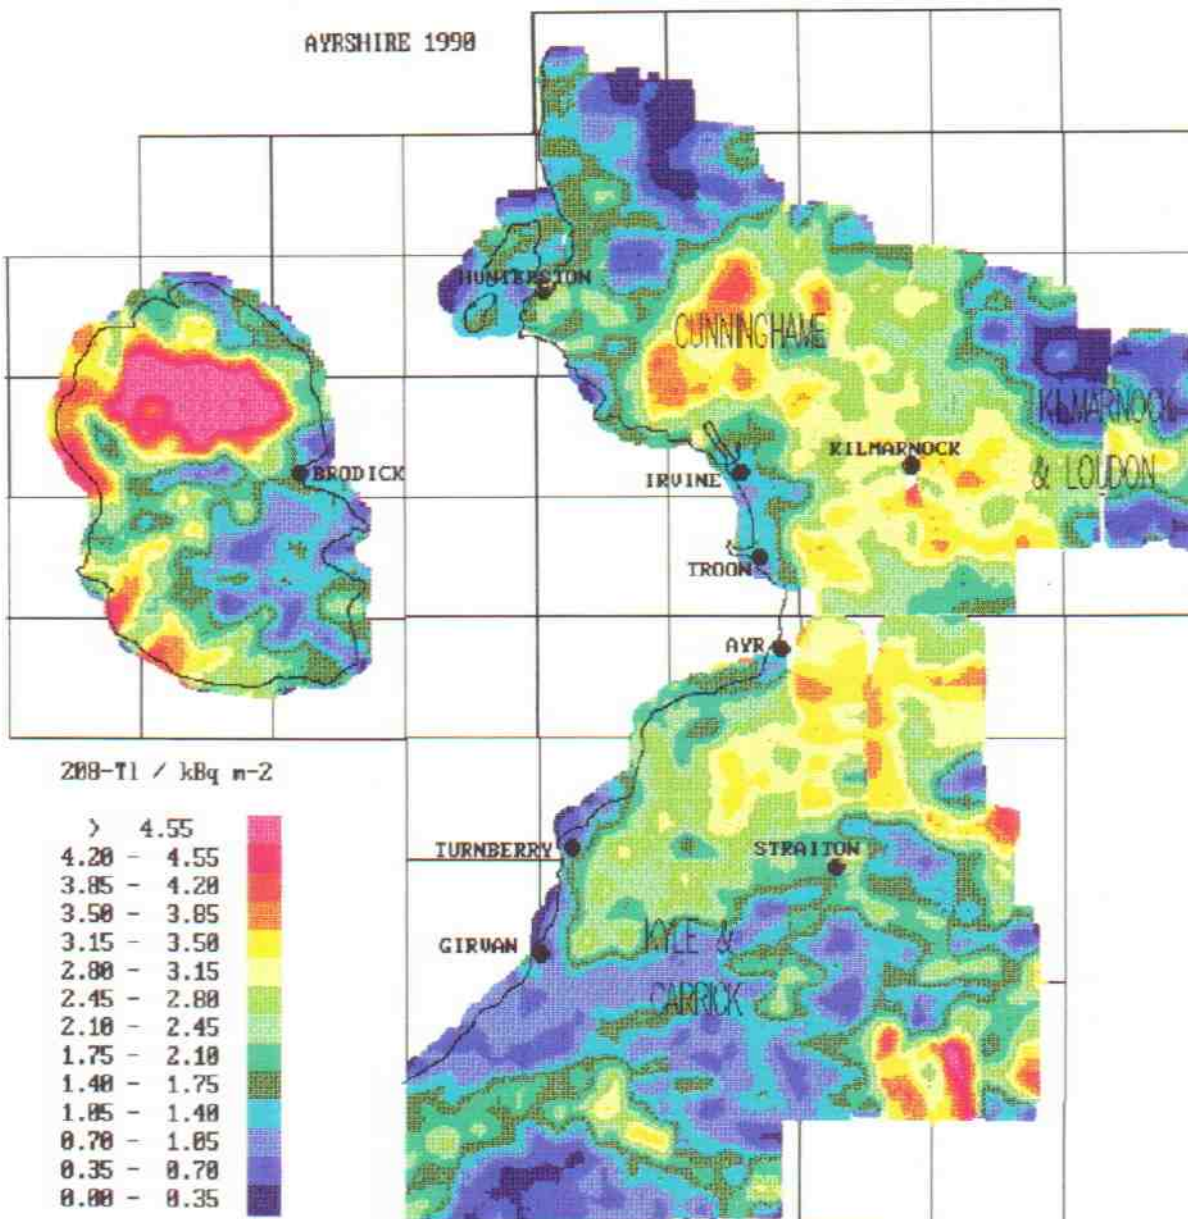 AYRSHIRE 1990
HUNTERSTON
CUNNINGHAME
KILMARNOCK
& LOUDON
KILMARNOCK
BRODICK
IRVINE
TROON
AYR
208-Tl / kBq m-2
> 4.55
4.20 - 4.55
3.85 - 4.20
3.50 - 3.85
3.15 - 3.50
2.80 - 3.15
2.45 - 2.80
2.10 - 2.45
1.75 - 2.10
1.40 - 1.75
1.05 - 1.40
0.70 - 1.05
0.35 - 0.70
0.00 - 0.35
TURNBERRY
STRAITON
GIRVAN
KYLE &
CARRICK